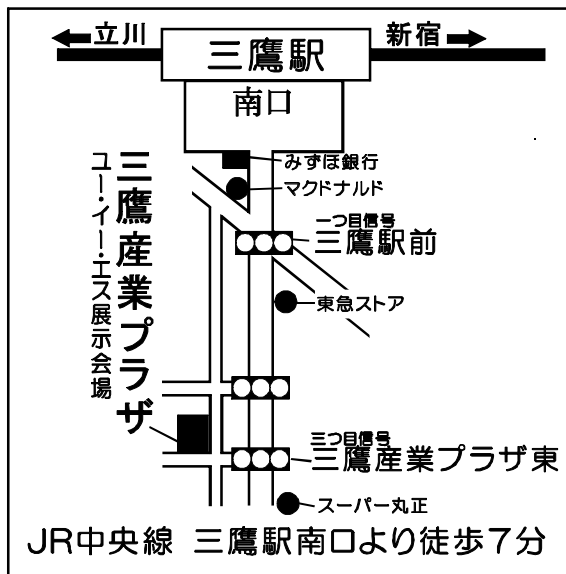 立川
新宿
三鷹駅
南口
みずほ銀行
マクドナルド
一つ目信号
三鷹駅前
東急ストア
三鷹産業プラザ
ユー・イー・エス展示会場
三つ目信号
三鷹産業プラザ東
スーパー丸正
JR中央線 三鷹駅南口より徒歩7分